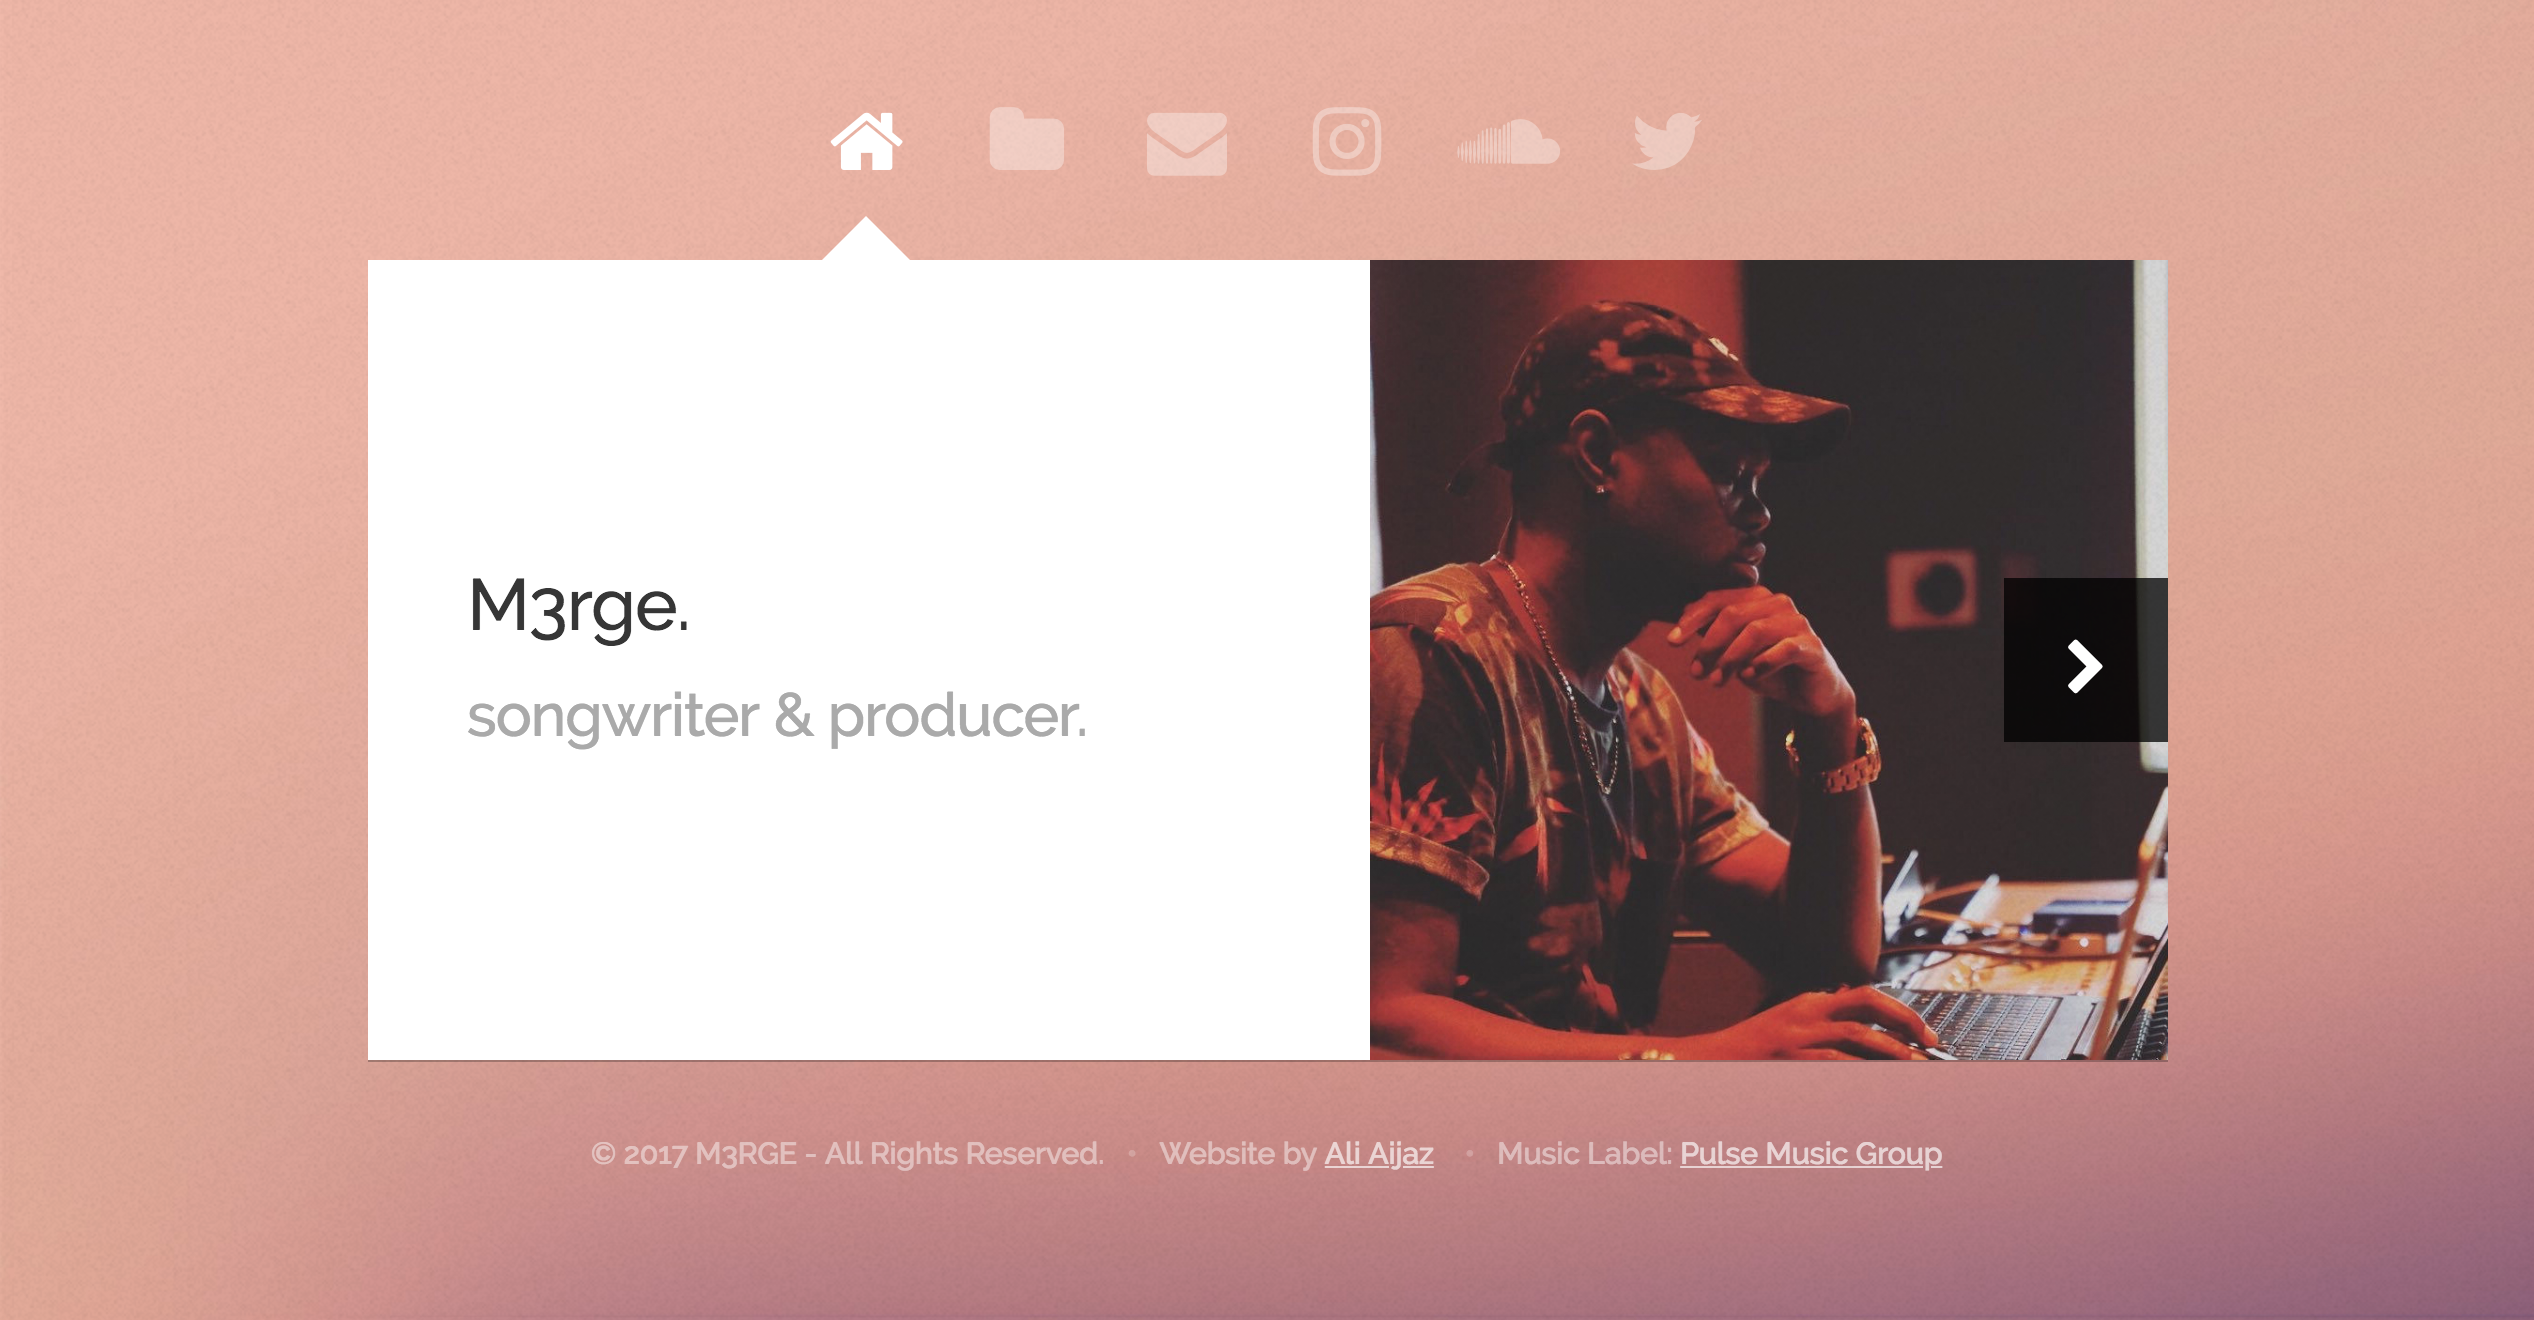 M3rge.
songwriter & producer.
© 2017 M3RGE - All Rights Reserved. • Website by Ali Aijaz • Music Label: Pulse Music Group